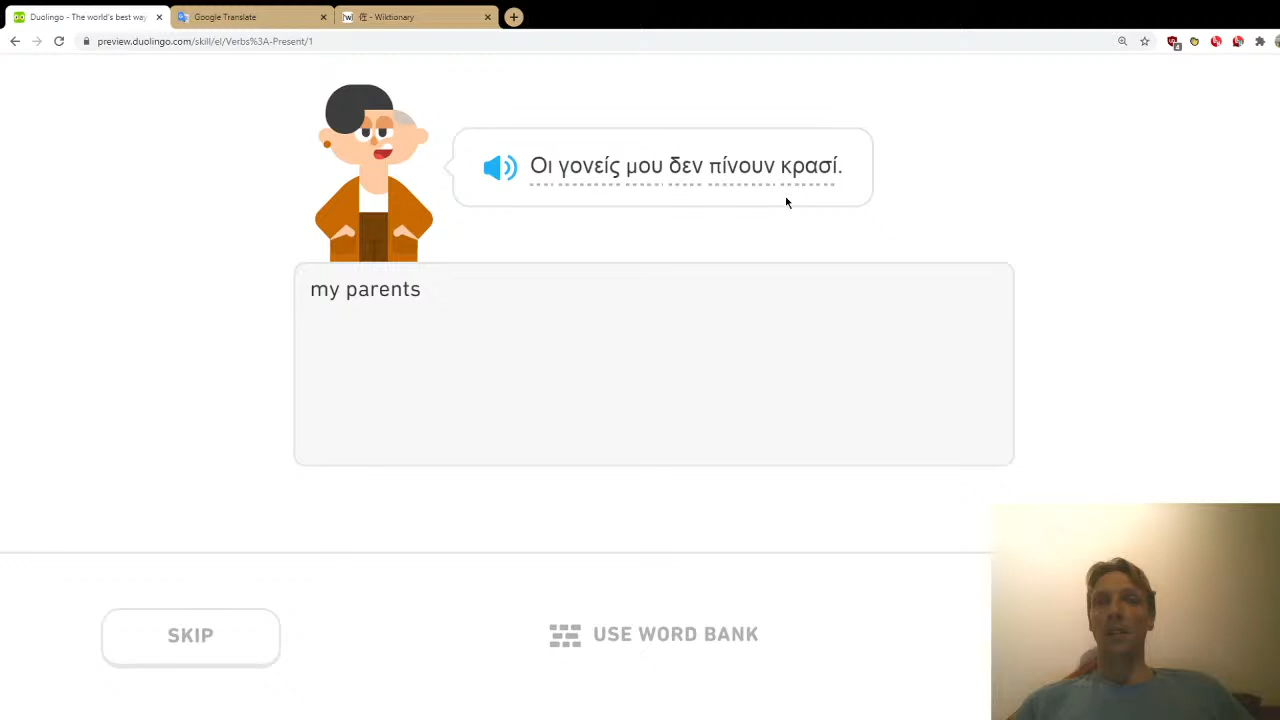 Duolingo - The world's best way
Google Translate
佐 - Wiktionary
preview.duolingo.com/skill/el/Verbs%3A-Present/1
Οι γονείς μου δεν πίνουν κρασί.
my parents
SKIP
USE WORD BANK